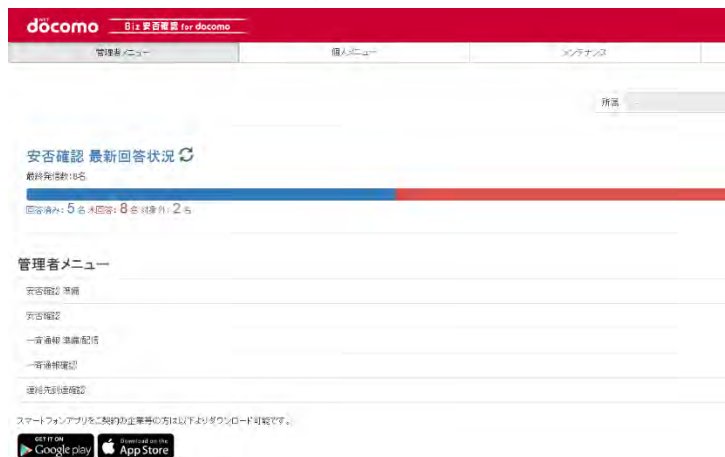 döcomo Biz 安否確認 for docomo
管理者メニュー 個人メニュー メンテナンス
所属
安否確認 最新回答状況
最終発信数:8名
回答済み: 5 名 未回答: 8 名 対象外: 2 名
管理者メニュー
安否確認 準備
安否確認
一斉通報 準備/配信
一斉通報確認
連絡先到達確認
スマートフォンアプリをご契約の企業等の方は以下よりダウンロード可能です。
GET IT ON Google play Download on the App Store